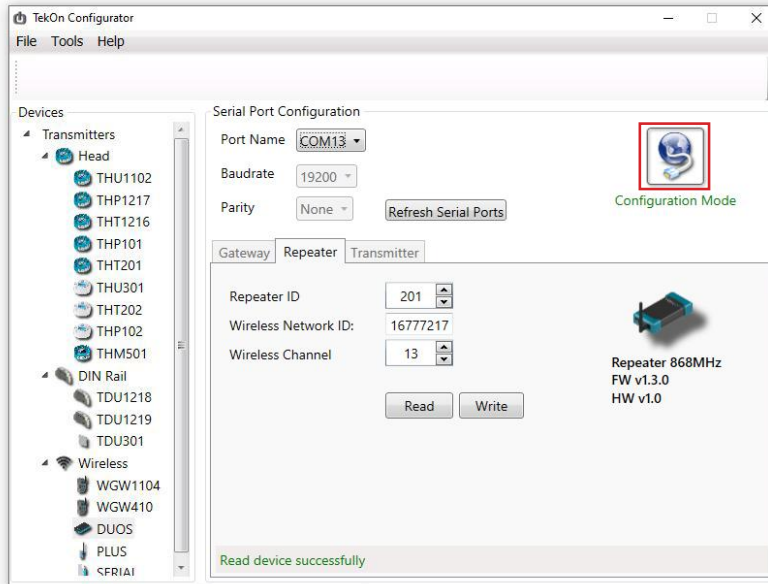 TekOn Configurator
File Tools Help
Devices
Transmitters
Head
THU1102
THP1217
THT1216
THP101
THT201
THU301
THT202
THP102
THM501
DIN Rail
TDU1218
TDU1219
TDU301
Wireless
WGW1104
WGW410
DUOS
PLUS
SERIAL
Serial Port Configuration
Port Name COM13
Baudrate 19200
Parity None Refresh Serial Ports
Configuration Mode
Gateway Repeater Transmitter
Repeater ID 201
Wireless Network ID: 16777217
Wireless Channel 13
Read Write
Repeater 868MHz
FW v1.3.0
HW v1.0
Read device successfully